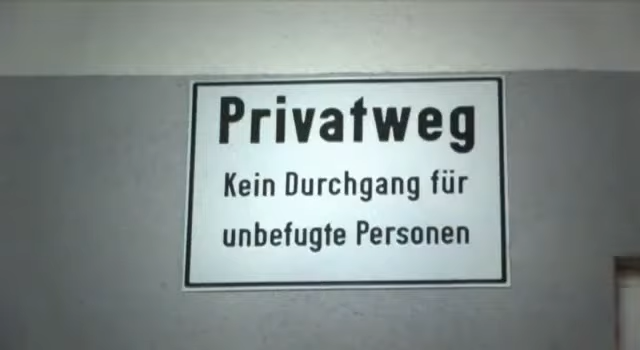 Privatweg
Kein Durchgang für
unbefugte Personen